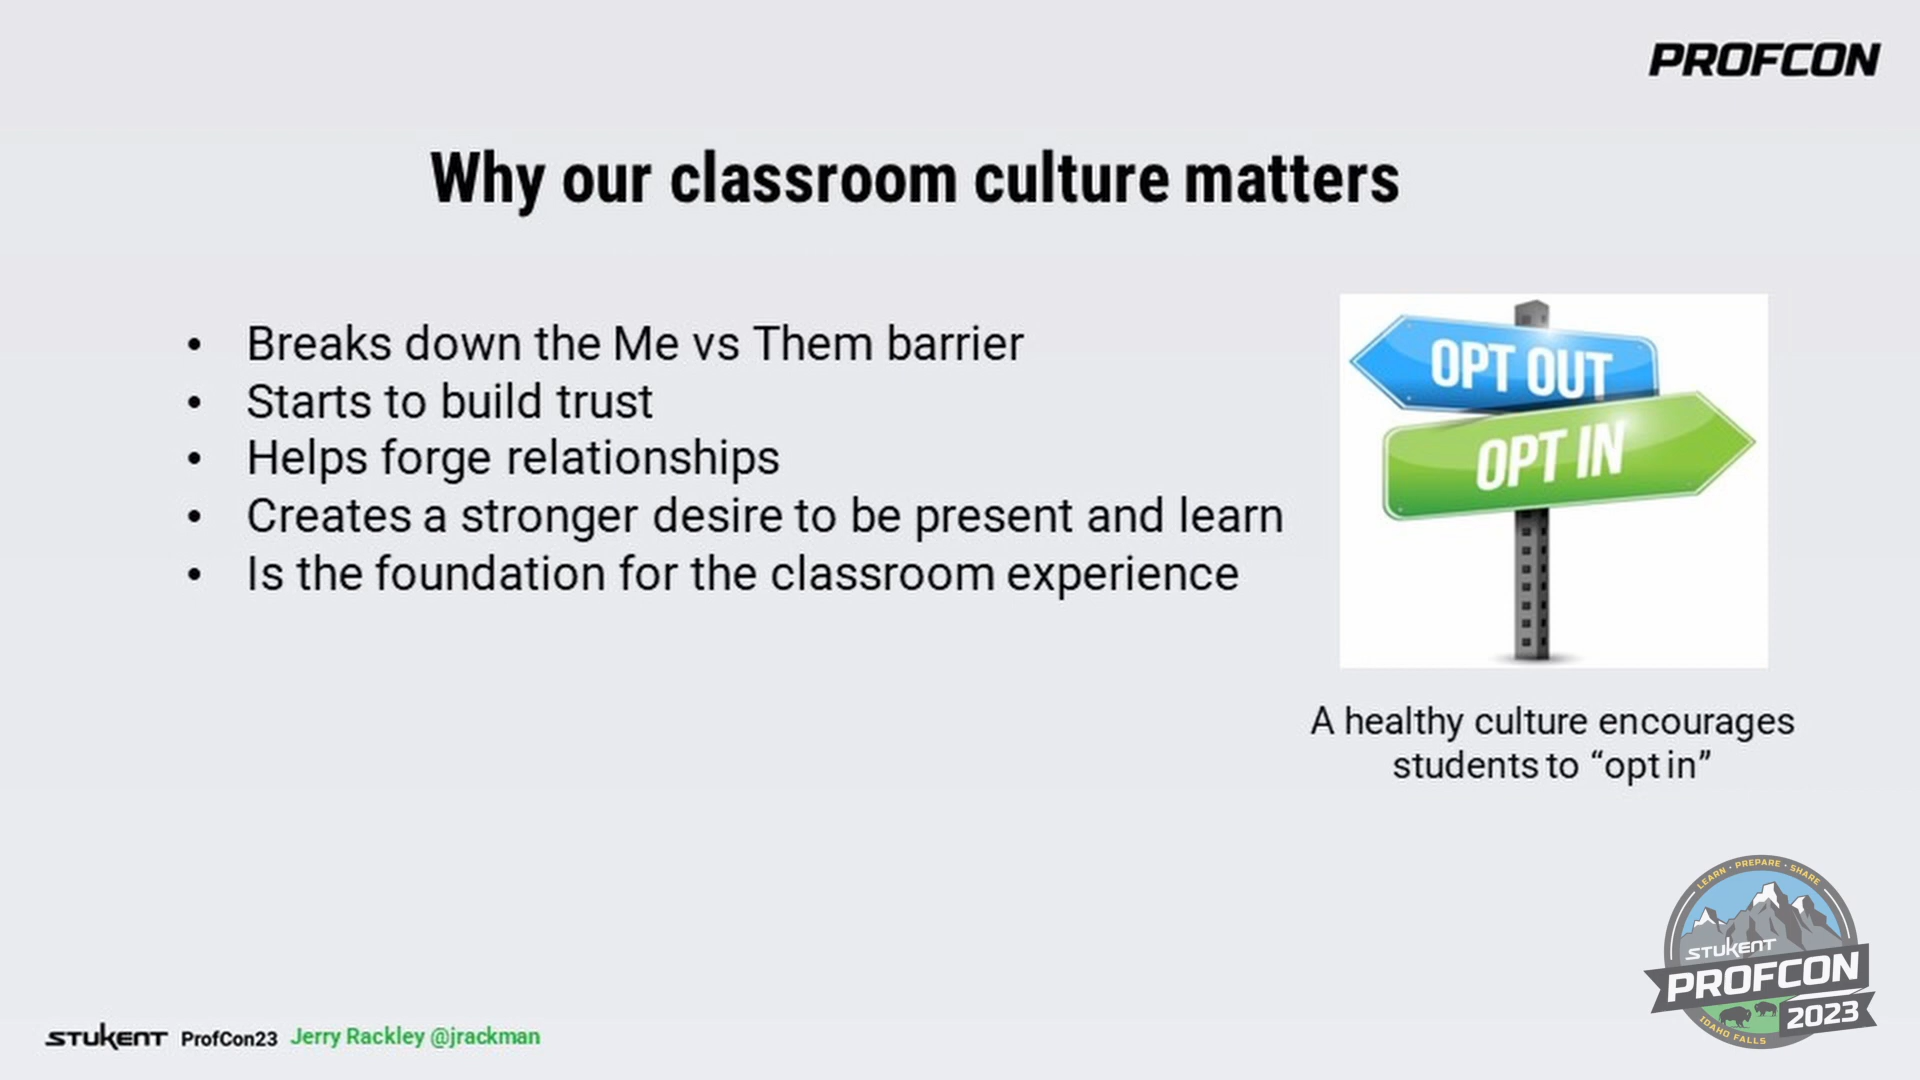 PROFCON
Why our classroom culture matters
• Breaks down the Me vs Them barrier
• Starts to build trust
• Helps forge relationships
• Creates a stronger desire to be present and learn
• Is the foundation for the classroom experience
OPT OUT
OPT IN
A healthy culture encourages
students to “opt in”
LEARN • PREPARE • SHARE
STUKENT
PROFCON
2023
IDAHO FALLS
STUKENT ProfCon23 Jerry Rackley @jrackman